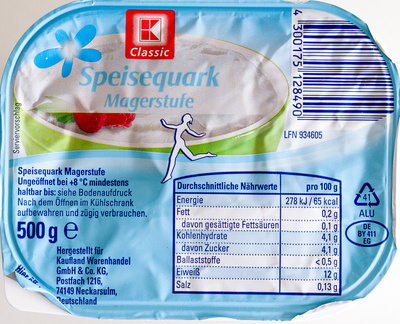 K
Classic
Speisequark
Magerstufe
Serviervorschlag
4 500175 128490
LFN 934605
Speisequark Magerstufe
Ungeöffnet bei +8 °C mindestens
haltbar bis: siehe Bodenaufdruck
Nach dem Öffnen im Kühlschrank
aufbewahren und zügig verbrauchen.
500 g e
Hergestellt für
Kaufland Warenhandel
GmbH & Co. KG,
Postfach 1216,
74149 Neckarsulm,
Deutschland
Durchschnittliche Nährwerte pro 100 g
Energie 278 kJ / 65 kcal
Fett 0,2 g
davon gesättigte Fettsäuren 0,1 g
Kohlenhydrate 4,1 g
davon Zucker 4,1 g
Ballaststoffe <0,5 g
Eiweiß 12 g
Salz 0,13 g
41
ALU
DE
BY 411
EG